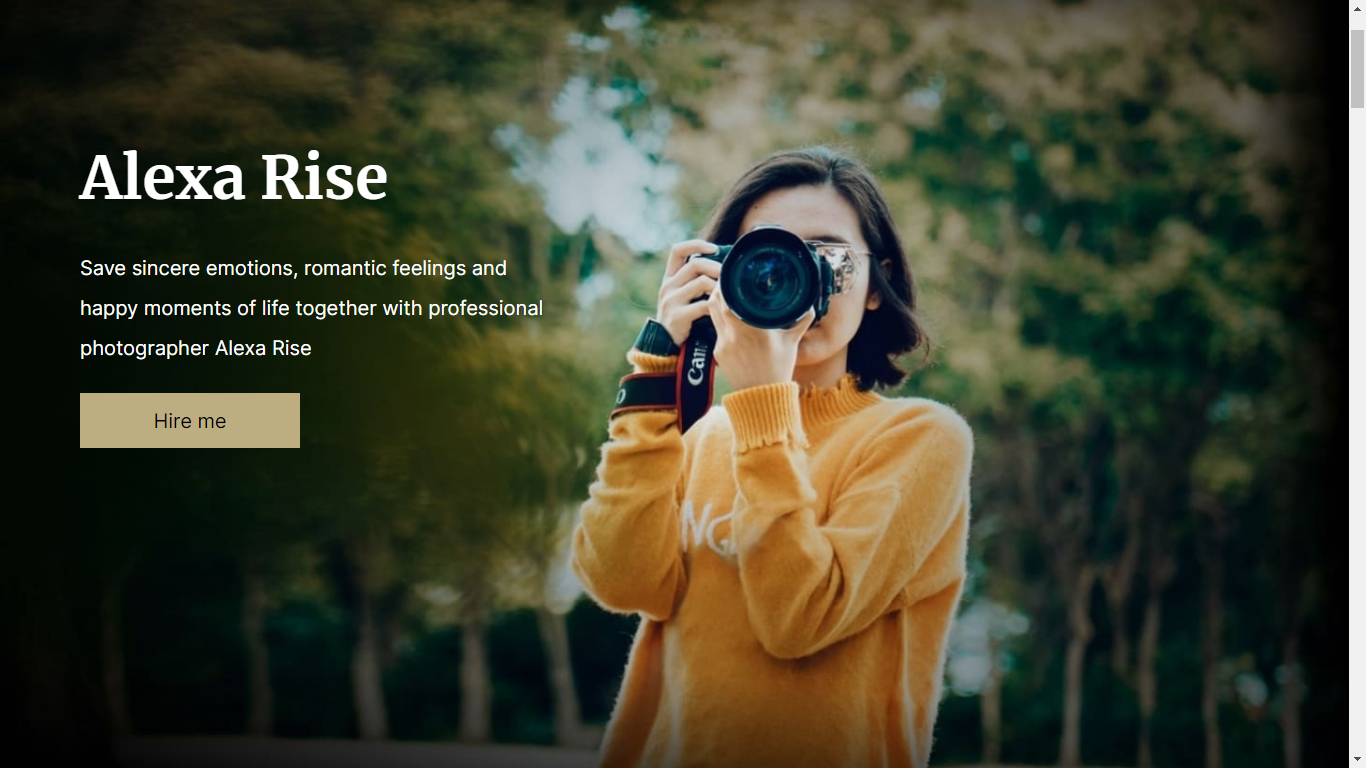 Alexa Rise
Save sincere emotions, romantic feelings and
happy moments of life together with professional
photographer Alexa Rise
Hire me
Can